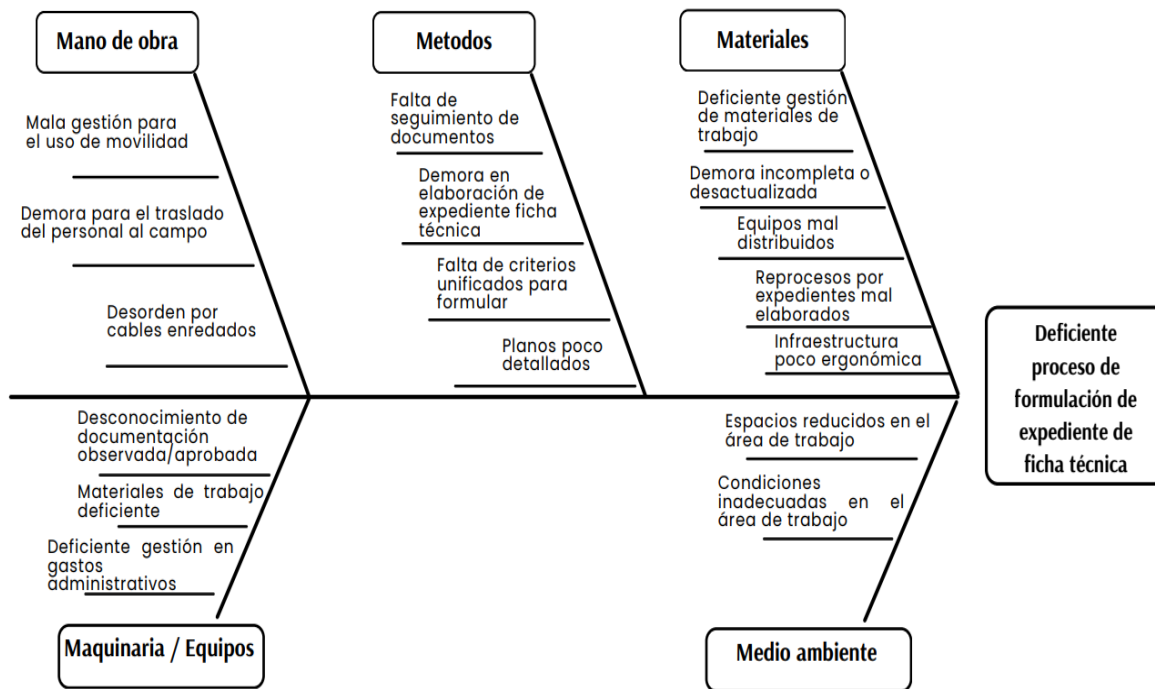 Mano de obra
Metodos
Materiales
Mala gestión para
el uso de movilidad
Demora para el traslado
del personal al campo
Desorden por
cables enredados
Falta de
seguimiento de
documentos
Demora en
elaboración de
expediente ficha
técnica
Falta de criterios
unificados para
formular
Planos poco
detallados
Deficiente gestión
de materiales de
trabajo
Demora incompleta o
desactualizada
Equipos mal
distribuidos
Reprocesos por
expedientes mal
elaborados
Infraestructura
poco ergonómica
Deficiente
proceso de
formulación de
expediente de
ficha técnica
Desconocimiento de
documentación
observada/aprobada
Materiales de trabajo
deficiente
Deficiente gestión en
gastos
administrativos
Espacios reducidos en el
área de trabajo
Condiciones
inadecuadas en el
área de trabajo
Maquinaria / Equipos
Medio ambiente